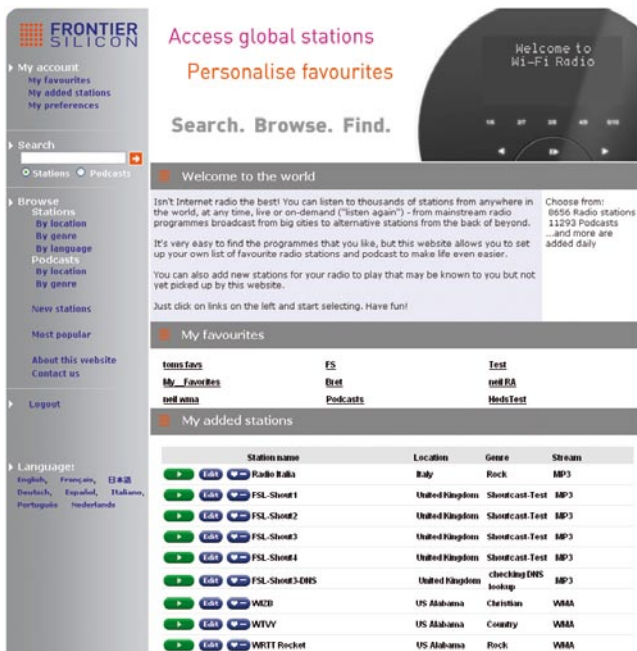 FRONTIER
SILICON
My account
My favourites
My added stations
My preferences
Search
Stations Podcasts
Browse
Stations
By location
By genre
By language
Podcasts
By location
By genre
New stations
Most popular
About this website
Contact us
Logout
Language:
English, Français, 日本語
Deutsch, Español, Italiano,
Português Nederlands
Access global stations
Personalise favourites
Search. Browse. Find.
Welcome to
Wi-Fi Radio
1/6 2/7 3/8 4/9 5/10
Welcome to the world
Isn't Internet radio the best! You can listen to thousands of stations from anywhere in
the world, at any time, live or on-demand ("listen again") - from mainstream radio
programmes broadcast from big cities to alternative stations from the back of beyond.
It's very easy to find the programmes that you like, but this website allows you to set
up your own list of favourite radio stations and podcast to make life even easier.
You can also add new stations for your radio to play that may be known to you but not
yet picked up by this website.
Just click on links on the left and start selecting. Have fun!
Choose from:
8656 Radio stations
11293 Podcasts
...and more are
added daily
My favourites
toms favs FS Test
My__Favorites Bret neil RA
neil wma Podcasts HedsTest
My added stations
Station name Location Genre Stream
Edit Radio Italia Italy Rock MP3
Edit FSL-Shout1 United Kingdom Shoutcast-Test MP3
Edit FSL-Shout2 United Kingdom Shoutcast-Test MP3
Edit FSL-Shout3 United Kingdom Shoutcast-Test MP3
Edit FSL-Shout4 United Kingdom Shoutcast-Test MP3
Edit FSL-Shout3-DNS United Kingdom checking DNS lookup MP3
Edit WIZB US Alabama Christian WMA
Edit WTVY US Alabama Country WMA
Edit WRTT Rocket US Alabama Rock WMA